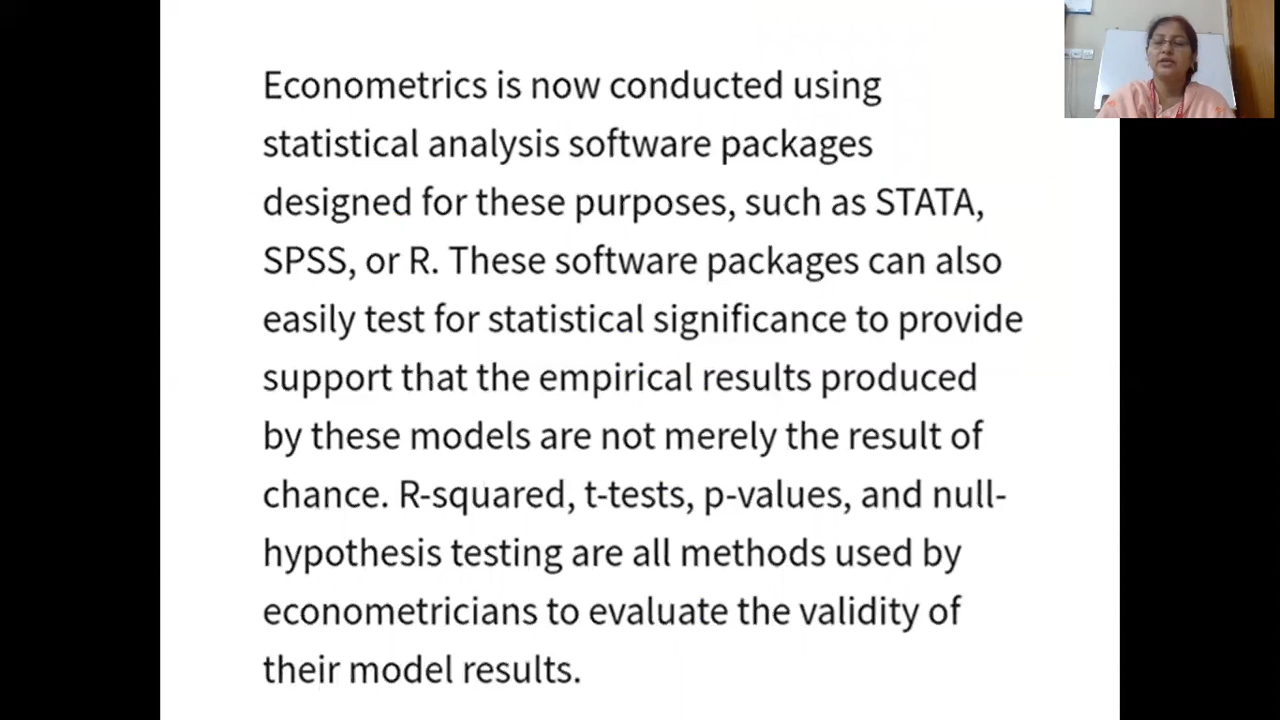 Econometrics is now conducted using
statistical analysis software packages
designed for these purposes, such as STATA,
SPSS, or R. These software packages can also
easily test for statistical significance to provide
support that the empirical results produced
by these models are not merely the result of
chance. R-squared, t-tests, p-values, and null-
hypothesis testing are all methods used by
econometricians to evaluate the validity of
their model results.